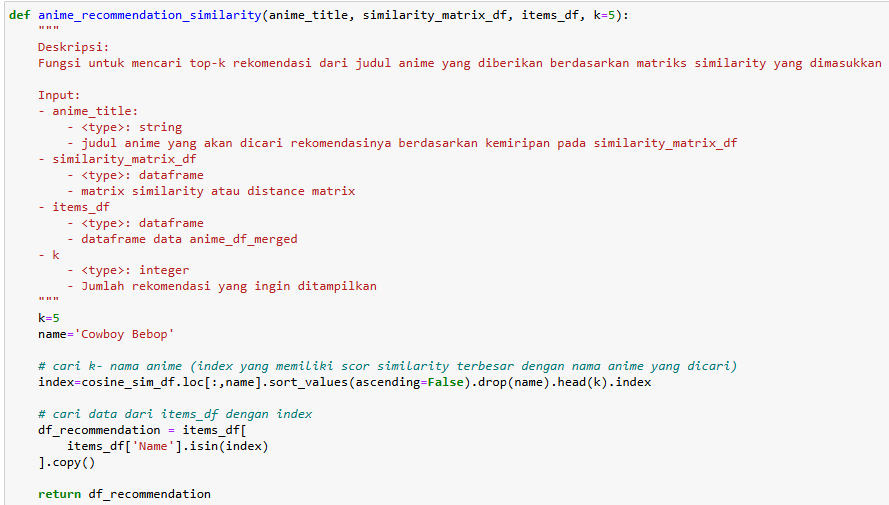 def anime_recommendation_similarity(anime_title, similarity_matrix_df, items_df, k=5):
    """
    Deskripsi:
    Fungsi untuk mencari top-k rekomendasi dari judul anime yang diberikan berdasarkan matriks similarity yang dimasukkan

    Input:
    - anime_title:
        - <type>: string
        - judul anime yang akan dicari rekomendasinya berdasarkan kemiripan pada similarity_matrix_df
    - similarity_matrix_df
        - <type>: dataframe
        - matrix similarity atau distance matrix
    - items_df
        - <type>: dataframe
        - dataframe data anime_df_merged
    - k
        - <type>: integer
        - Jumlah rekomendasi yang ingin ditampilkan
    """
    k=5
    name='Cowboy Bebop'

    # cari k- nama anime (index yang memiliki scor similarity terbesar dengan nama anime yang dicari)
    index=cosine_sim_df.loc[:,name].sort_values(ascending=False).drop(name).head(k).index

    # cari data dari items_df dengan index
    df_recommendation = items_df[
        items_df['Name'].isin(index)
    ].copy()

    return df_recommendation